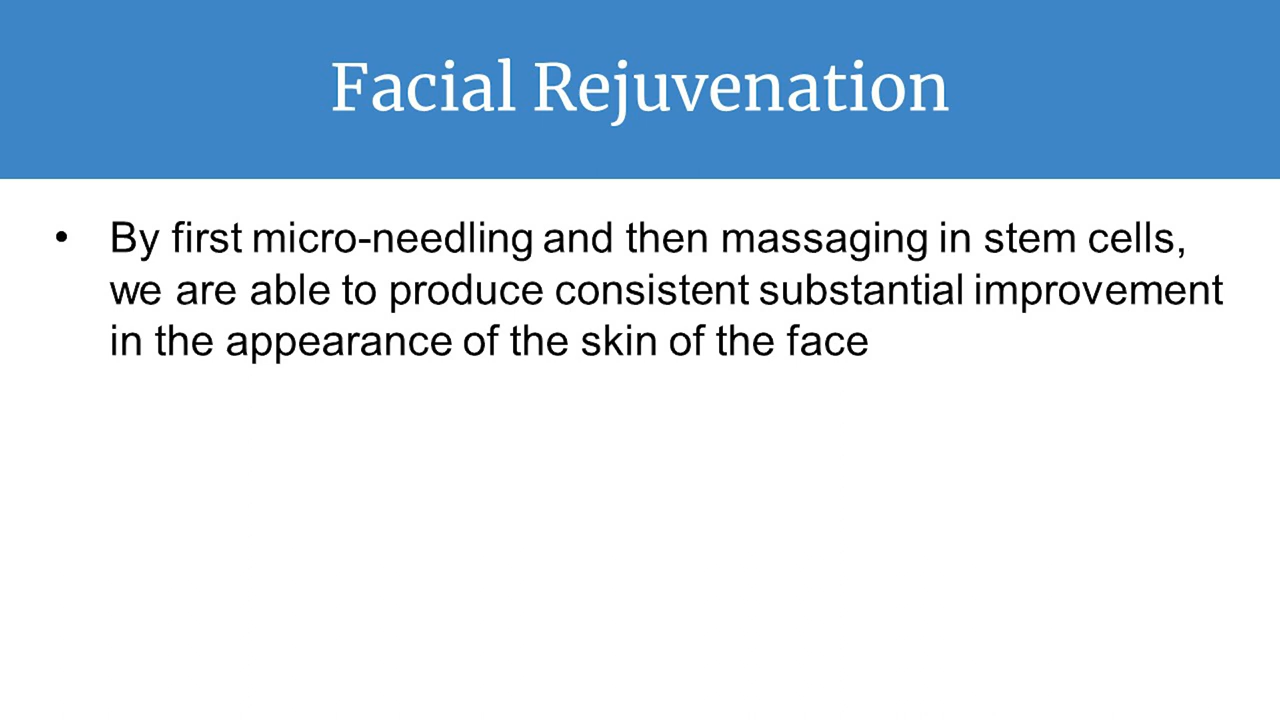 Facial Rejuvenation
• By first micro-needling and then massaging in stem cells,
we are able to produce consistent substantial improvement
in the appearance of the skin of the face